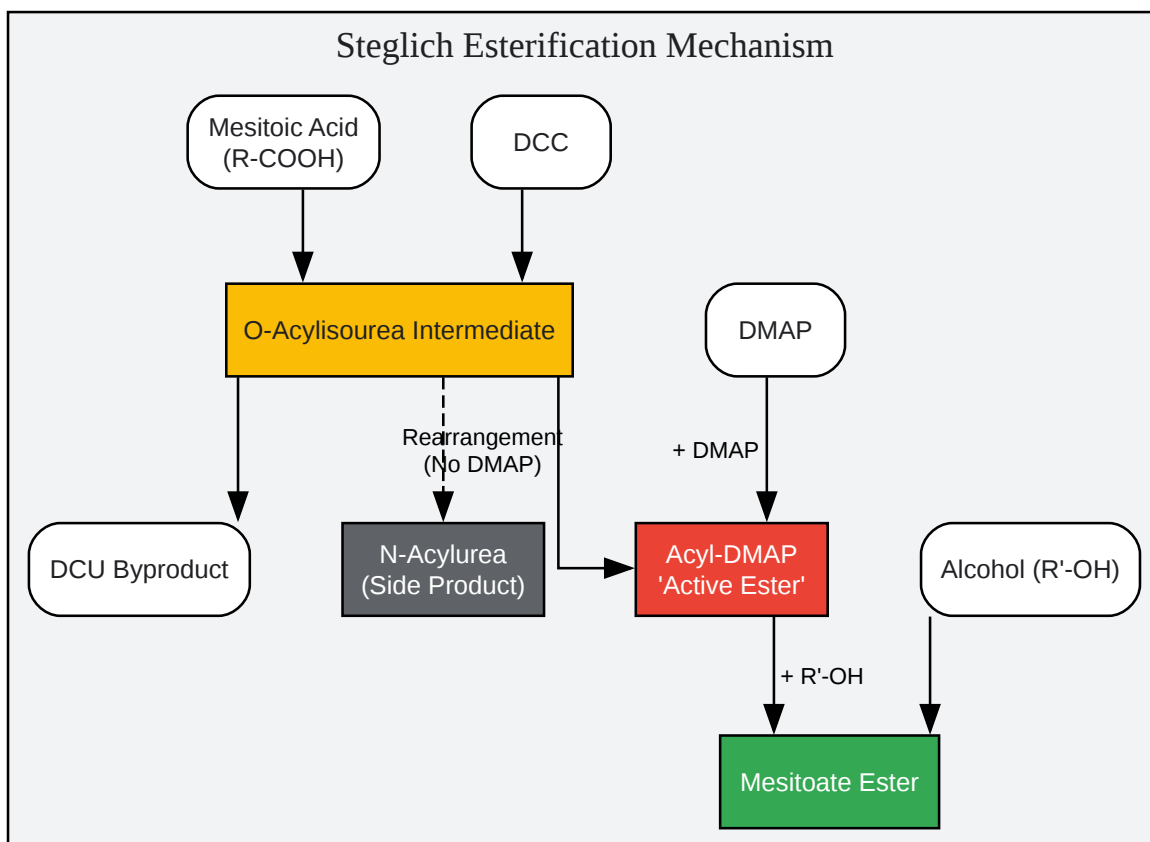 Steglich Esterification Mechanism
Mesitoic Acid
(R-COOH)
DCC
O-Acylisourea Intermediate
DMAP
Rearrangement
(No DMAP)
+ DMAP
DCU Byproduct
N-Acylurea
(Side Product)
Acyl-DMAP
'Active Ester'
Alcohol (R'-OH)
+ R'-OH
Mesitoate Ester